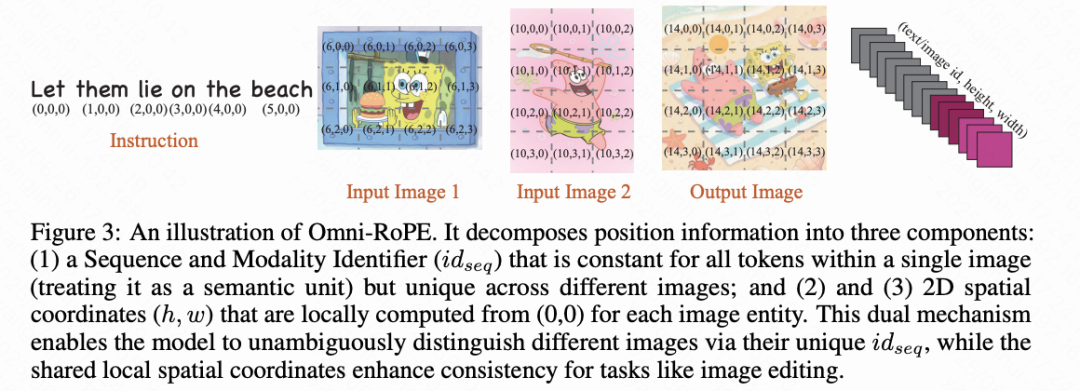 Let them lie on the beach
(0,0,0) (1,0,0) (2,0,0)(3,0,0)(4,0,0) (5,0,0)
Instruction
(6,0,0) (6,0,1) (6,0,2) (6,0,3)
(6,1,0) (6,1,1) (6,1,2) (6,1,3)
(6,2,0) (6,2,1) (6,2,2) (6,2,3)
Input Image 1
(10,0,0) (10,0,1) (10,0,2)
(10,1,0) (10,1,1) (10,1,2)
(10,2,0) (10,2,1) (10,2,2)
(10,3,0) (10,3,1) (10,3,2)
Input Image 2
(14,0,0) (14,0,1) (14,0,2) (14,0,3)
(14,1,0) (14,1,1) (14,1,2) (14,1,3)
(14,2,0) (14,2,1) (14,2,2) (14,2,3)
(14,3,0) (14,3,1) (14,3,2) (14,3,3)
Output Image
(text/image id, height, width)
Figure 3: An illustration of Omni-RoPE. It decomposes position information into three components:
(1) a Sequence and Modality Identifier (id_seq) that is constant for all tokens within a single image
(treating it as a semantic unit) but unique across different images; and (2) and (3) 2D spatial
coordinates (h, w) that are locally computed from (0,0) for each image entity. This dual mechanism
enables the model to unambiguously distinguish different images via their unique id_seq, while the
shared local spatial coordinates enhance consistency for tasks like image editing.